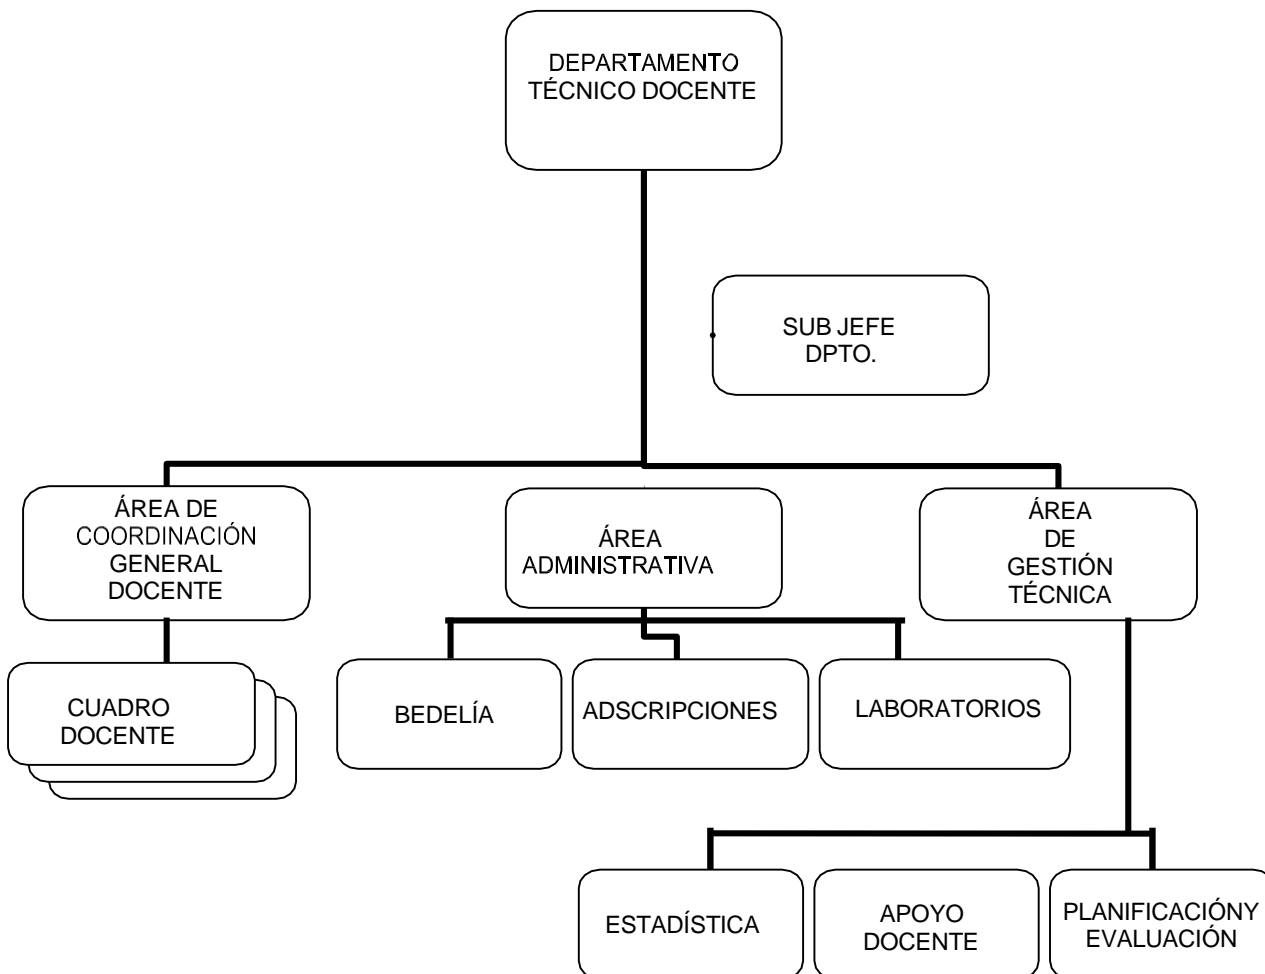 DEPARTAMENTO
TÉCNICO DOCENTE
SUB JEFE
DPTO.
ÁREA DE
COORDINACIÓN
GENERAL
DOCENTE
ÁREA
ADMINISTRATIVA
ÁREA
DE
GESTIÓN
TÉCNICA
CUADRO
DOCENTE
BEDELÍA
ADSCRIPCIONES
LABORATORIOS
ESTADÍSTICA
APOYO
DOCENTE
PLANIFICACIÓNY
EVALUACIÓN